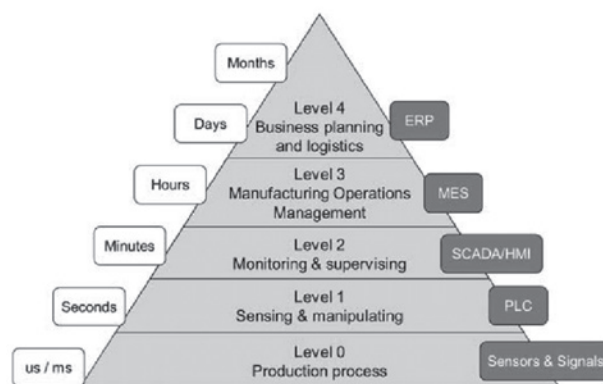 Months
Level 4
Days
Business planning
and logistics
ERP
Level 3
Hours
Manufacturing Operations
Management
MES
Minutes
Level 2
Monitoring & supervising
SCADA/HMI
Seconds
Level 1
Sensing & manipulating
PLC
us / ms
Level 0
Production process
Sensors & Signals